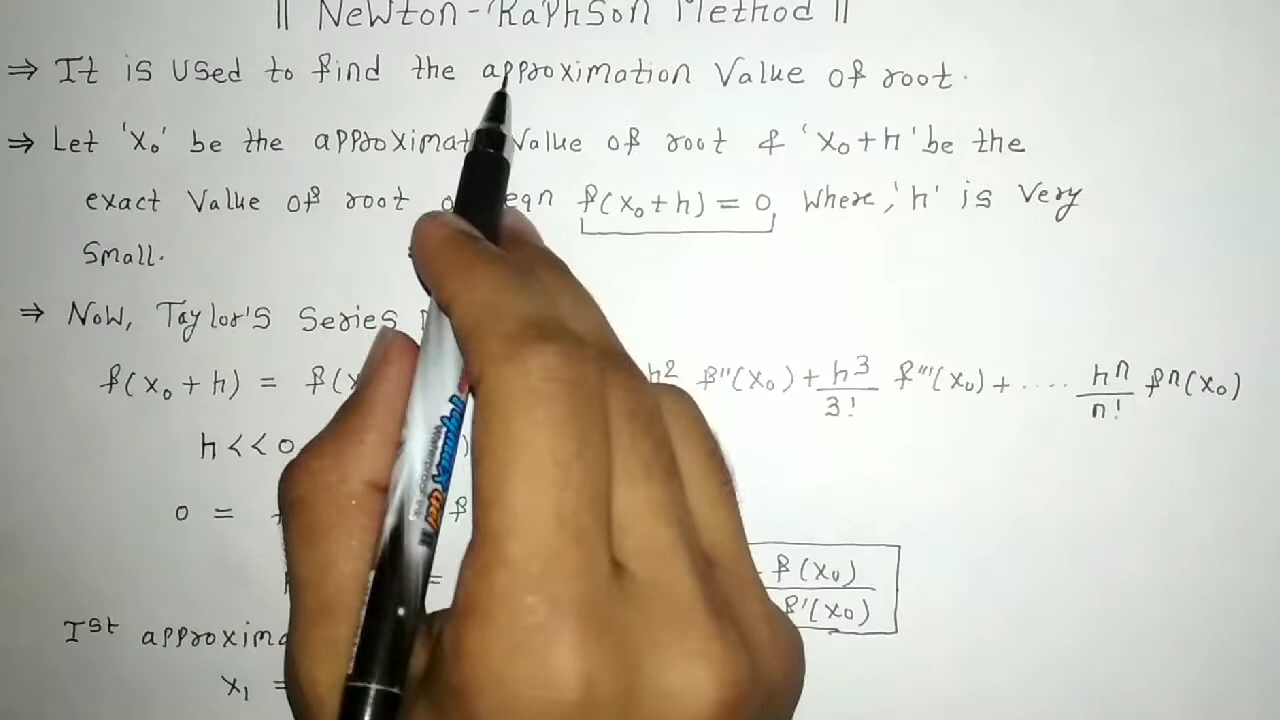 || Newton-Raphson Method ||
⇒ It is used to find the approximation Value of root.
⇒ Let 'x₀' be the approximat Value of root & 'x₀+h' be the
exact Value of root eqn f(x₀+h) = 0, Where, 'h' is Very
Small.
⇒ Now, Taylor's Series
f(x₀+h) = f(x h² f''(x₀) + h³/3! f'''(x₀) + .... hⁿ/n! fⁿ(x₀)
h << 0
0 = f
= f(x₀)/f'(x₀)
Ist approxima
x₁ =